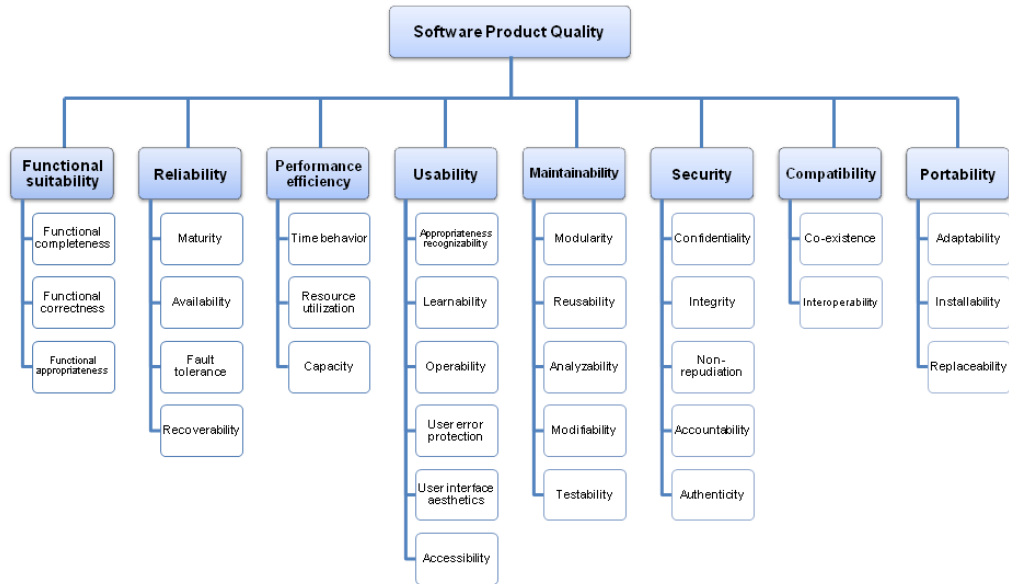 Software Product Quality
Functional
suitability
Functional
completeness
Functional
correctness
Functional
appropriateness
Reliability
Maturity
Availability
Fault
tolerance
Recoverability
Performance
efficiency
Time behavior
Resource
utilization
Capacity
Usability
Appropriateness
recognizability
Learnability
Operability
User error
protection
User interface
aesthetics
Accessibility
Maintainability
Modularity
Reusability
Analyzability
Modifiability
Testability
Security
Confidentiality
Integrity
Non-
repudiation
Accountability
Authenticity
Compatibility
Co-existence
Interoperability
Portability
Adaptability
Installability
Replaceability